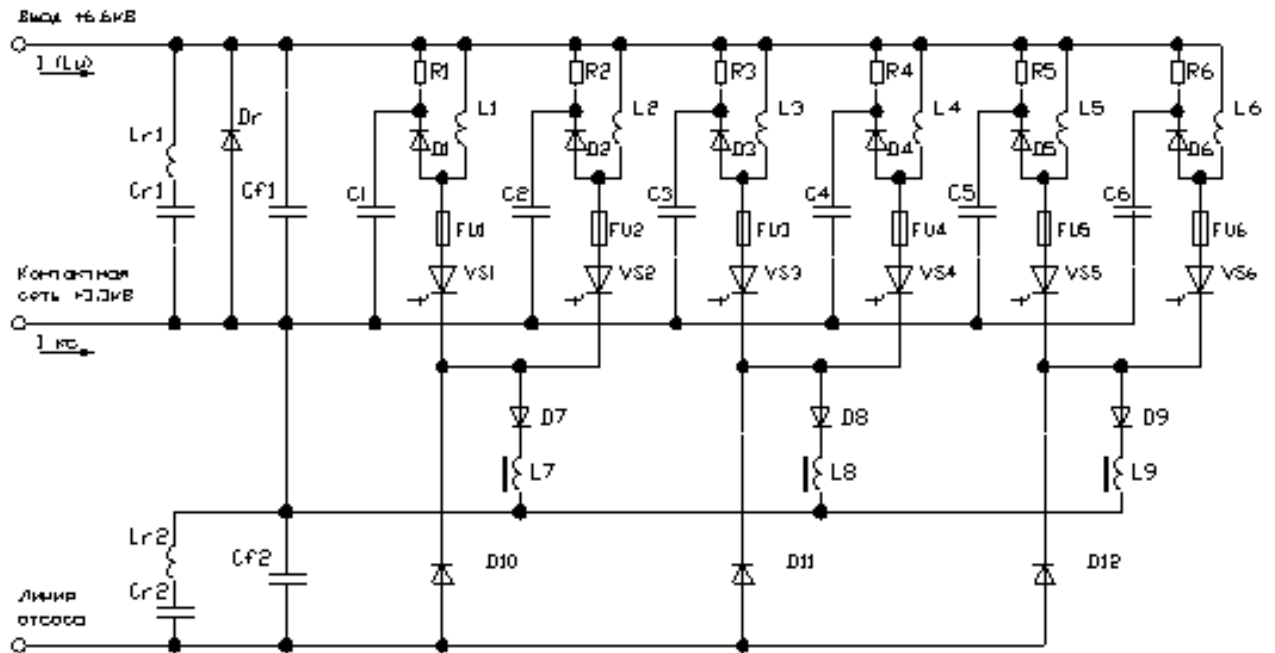 Ввод +6.6кВ
I (Lu)
R1 R2 R3 R4 R5 R6
L1 L2 L3 L4 L5 L6
Lr1 Dr
D1 D2 D3 D4 D5 D6
Cr1 Cf1 C1 C2 C3 C4 C5 C6
FU1 FU2 FU3 FU4 FU5 FU6
Контактная
сеть +3.3кВ
VS1 VS2 VS3 VS4 VS5 VS6
I кс
D7 D8 D9
L7 L8 L9
Lr2
Cf2 D10 D11 D12
Cr2
Линия
отсоса